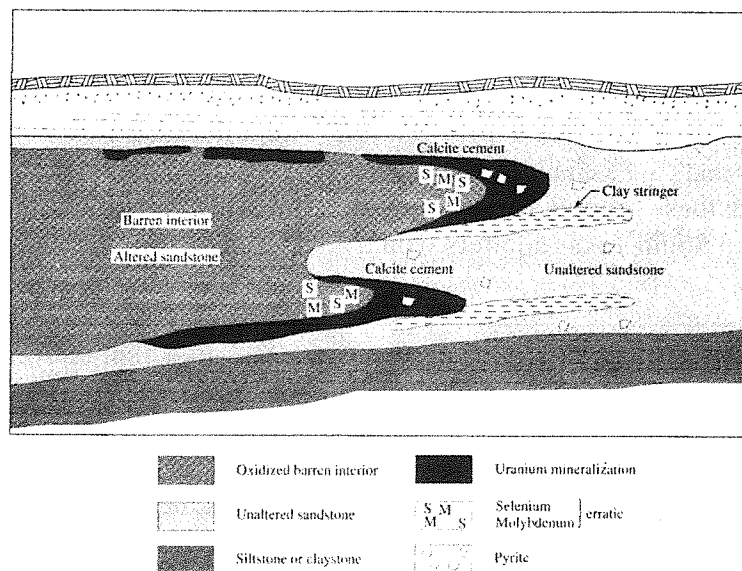 Calcite cement
S
M
S
M
S
Clay stringer
Barren interior
Altered sandstone
Calcite cement
Unaltered sandstone
S
M
M
S
Oxidized barren interior
Uranium mineralization
Unaltered sandstone
S M
M S
Selenium
Molybdenum
erratic
Siltstone or claystone
Pyrite